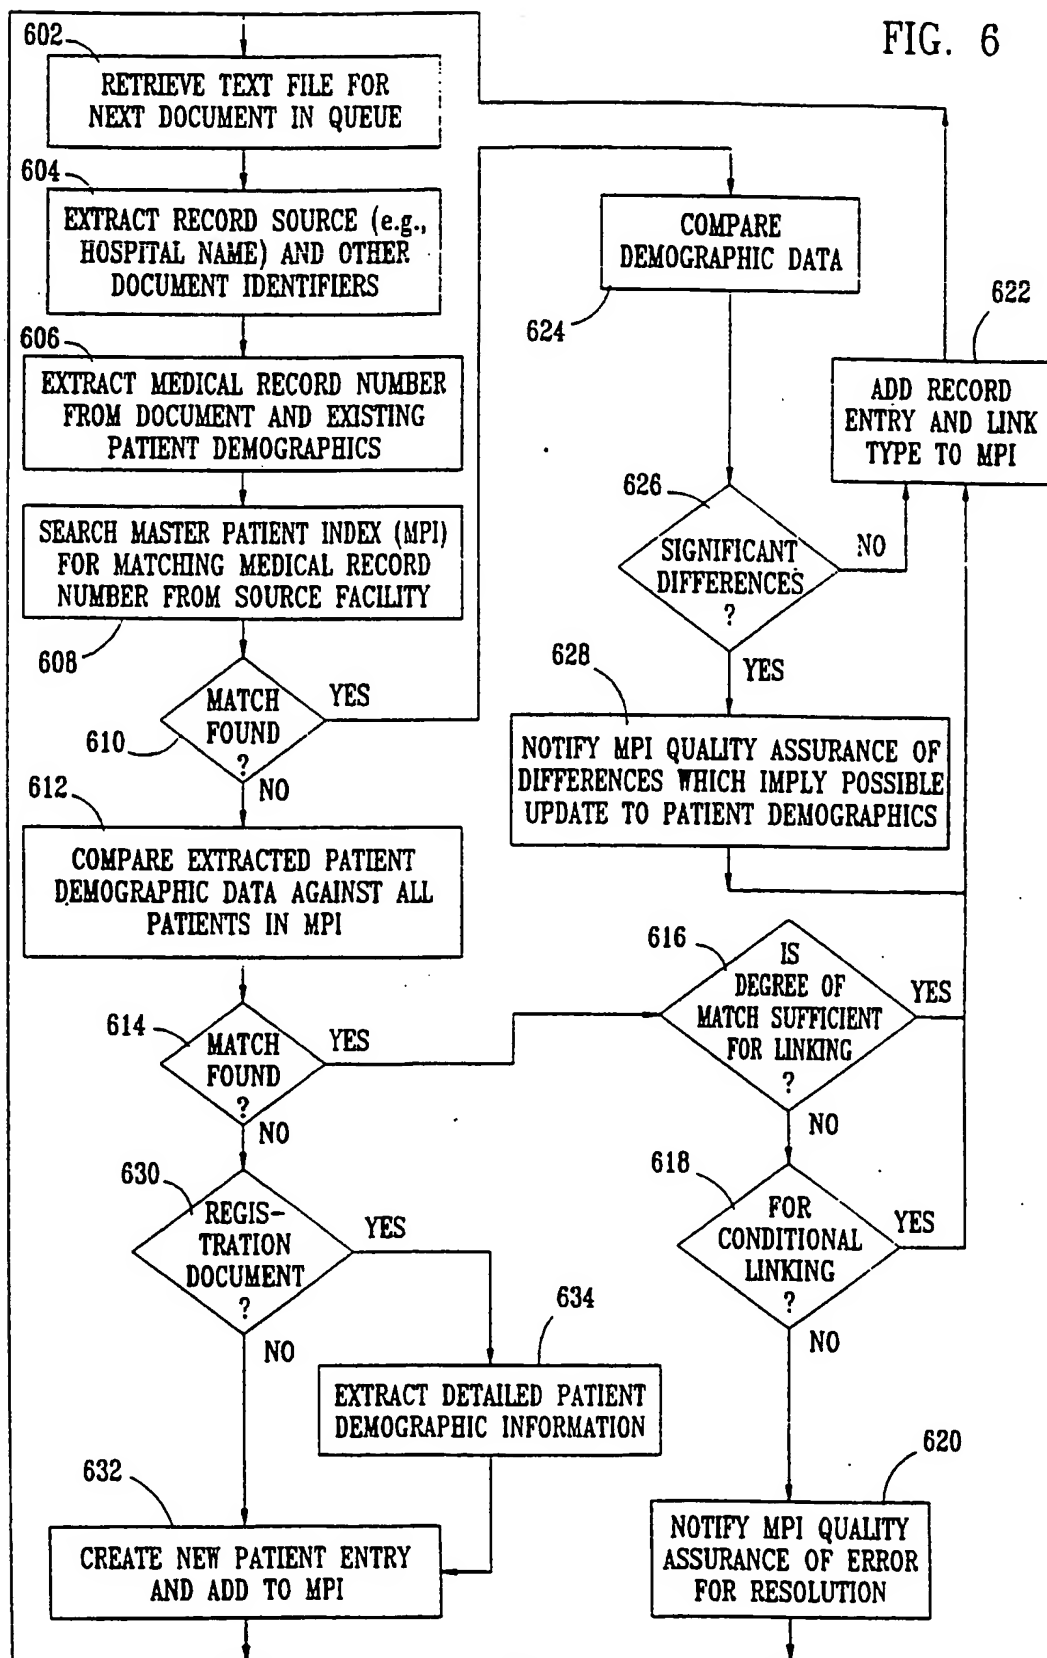 FIG. 6
602
RETRIEVE TEXT FILE FOR
NEXT DOCUMENT IN QUEUE
604
EXTRACT RECORD SOURCE (e.g.,
HOSPITAL NAME) AND OTHER
DOCUMENT IDENTIFIERS
606
EXTRACT MEDICAL RECORD NUMBER
FROM DOCUMENT AND EXISTING
PATIENT DEMOGRAPHICS
SEARCH MASTER PATIENT INDEX (MPI)
FOR MATCHING MEDICAL RECORD
NUMBER FROM SOURCE FACILITY
608
MATCH
FOUND
?
YES
610
NO
612
COMPARE EXTRACTED PATIENT
DEMOGRAPHIC DATA AGAINST ALL
PATIENTS IN MPI
614
MATCH
FOUND
?
YES
NO
630
REGIS-
TRATION
DOCUMENT
?
YES
NO
634
EXTRACT DETAILED PATIENT
DEMOGRAPHIC INFORMATION
632
CREATE NEW PATIENT ENTRY
AND ADD TO MPI
COMPARE
DEMOGRAPHIC DATA
624
622
ADD RECORD
ENTRY AND LINK
TYPE TO MPI
626
SIGNIFICANT
DIFFERENCES
?
NO
YES
628
NOTIFY MPI QUALITY ASSURANCE OF
DIFFERENCES WHICH IMPLY POSSIBLE
UPDATE TO PATIENT DEMOGRAPHICS
616
IS
DEGREE OF
MATCH SUFFICIENT
FOR LINKING
?
YES
NO
618
FOR
CONDITIONAL
LINKING
?
YES
NO
620
NOTIFY MPI QUALITY
ASSURANCE OF ERROR
FOR RESOLUTION